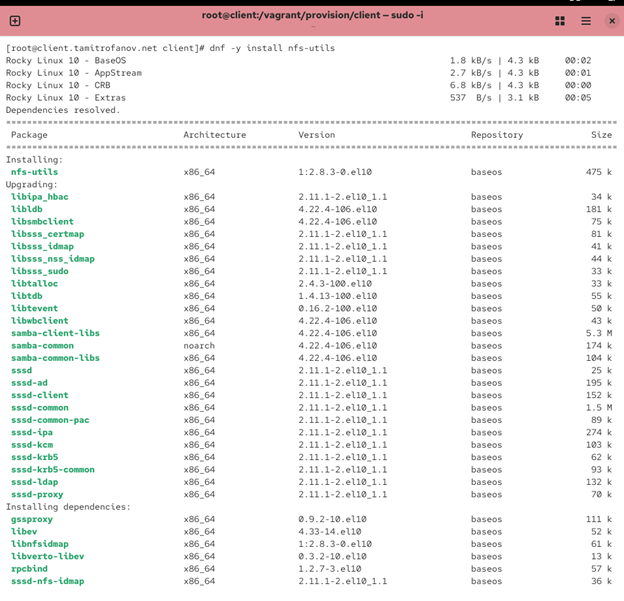 root@client:/vagrant/provision/client — sudo -i
[root@client.tamitrofanov.net client]# dnf -y install nfs-utils
Rocky Linux 10 - BaseOS 1.8 kB/s | 4.3 kB 00:02
Rocky Linux 10 - AppStream 2.7 kB/s | 4.3 kB 00:01
Rocky Linux 10 - CRB 6.8 kB/s | 4.3 kB 00:00
Rocky Linux 10 - Extras 537 B/s | 3.1 kB 00:05
Dependencies resolved.
Package Architecture Version Repository Size
Installing:
nfs-utils x86_64 1:2.8.3-0.el10 baseos 475 k
Upgrading:
libipa_hbac x86_64 2.11.1-2.el10_1.1 baseos 34 k
libldb x86_64 4.22.4-106.el10 baseos 181 k
libsmbclient x86_64 4.22.4-106.el10 baseos 75 k
libsss_certmap x86_64 2.11.1-2.el10_1.1 baseos 81 k
libsss_idmap x86_64 2.11.1-2.el10_1.1 baseos 41 k
libsss_nss_idmap x86_64 2.11.1-2.el10_1.1 baseos 44 k
libsss_sudo x86_64 2.11.1-2.el10_1.1 baseos 33 k
libtalloc x86_64 2.4.3-100.el10 baseos 33 k
libtdb x86_64 1.4.13-100.el10 baseos 55 k
libtevent x86_64 0.16.2-100.el10 baseos 50 k
libwbclient x86_64 4.22.4-106.el10 baseos 43 k
samba-client-libs x86_64 4.22.4-106.el10 baseos 5.3 M
samba-common noarch 4.22.4-106.el10 baseos 174 k
samba-common-libs x86_64 4.22.4-106.el10 baseos 104 k
sssd x86_64 2.11.1-2.el10_1.1 baseos 25 k
sssd-ad x86_64 2.11.1-2.el10_1.1 baseos 195 k
sssd-client x86_64 2.11.1-2.el10_1.1 baseos 152 k
sssd-common x86_64 2.11.1-2.el10_1.1 baseos 1.5 M
sssd-common-pac x86_64 2.11.1-2.el10_1.1 baseos 89 k
sssd-ipa x86_64 2.11.1-2.el10_1.1 baseos 274 k
sssd-kcm x86_64 2.11.1-2.el10_1.1 baseos 103 k
sssd-krb5 x86_64 2.11.1-2.el10_1.1 baseos 62 k
sssd-krb5-common x86_64 2.11.1-2.el10_1.1 baseos 93 k
sssd-ldap x86_64 2.11.1-2.el10_1.1 baseos 132 k
sssd-proxy x86_64 2.11.1-2.el10_1.1 baseos 70 k
Installing dependencies:
gssproxy x86_64 0.9.2-10.el10 baseos 111 k
libev x86_64 4.33-14.el10 baseos 52 k
libnfsidmap x86_64 1:2.8.3-0.el10 baseos 61 k
libverto-libev x86_64 0.3.2-10.el10 baseos 13 k
rpcbind x86_64 1.2.7-3.el10 baseos 57 k
sssd-nfs-idmap x86_64 2.11.1-2.el10_1.1 baseos 36 k